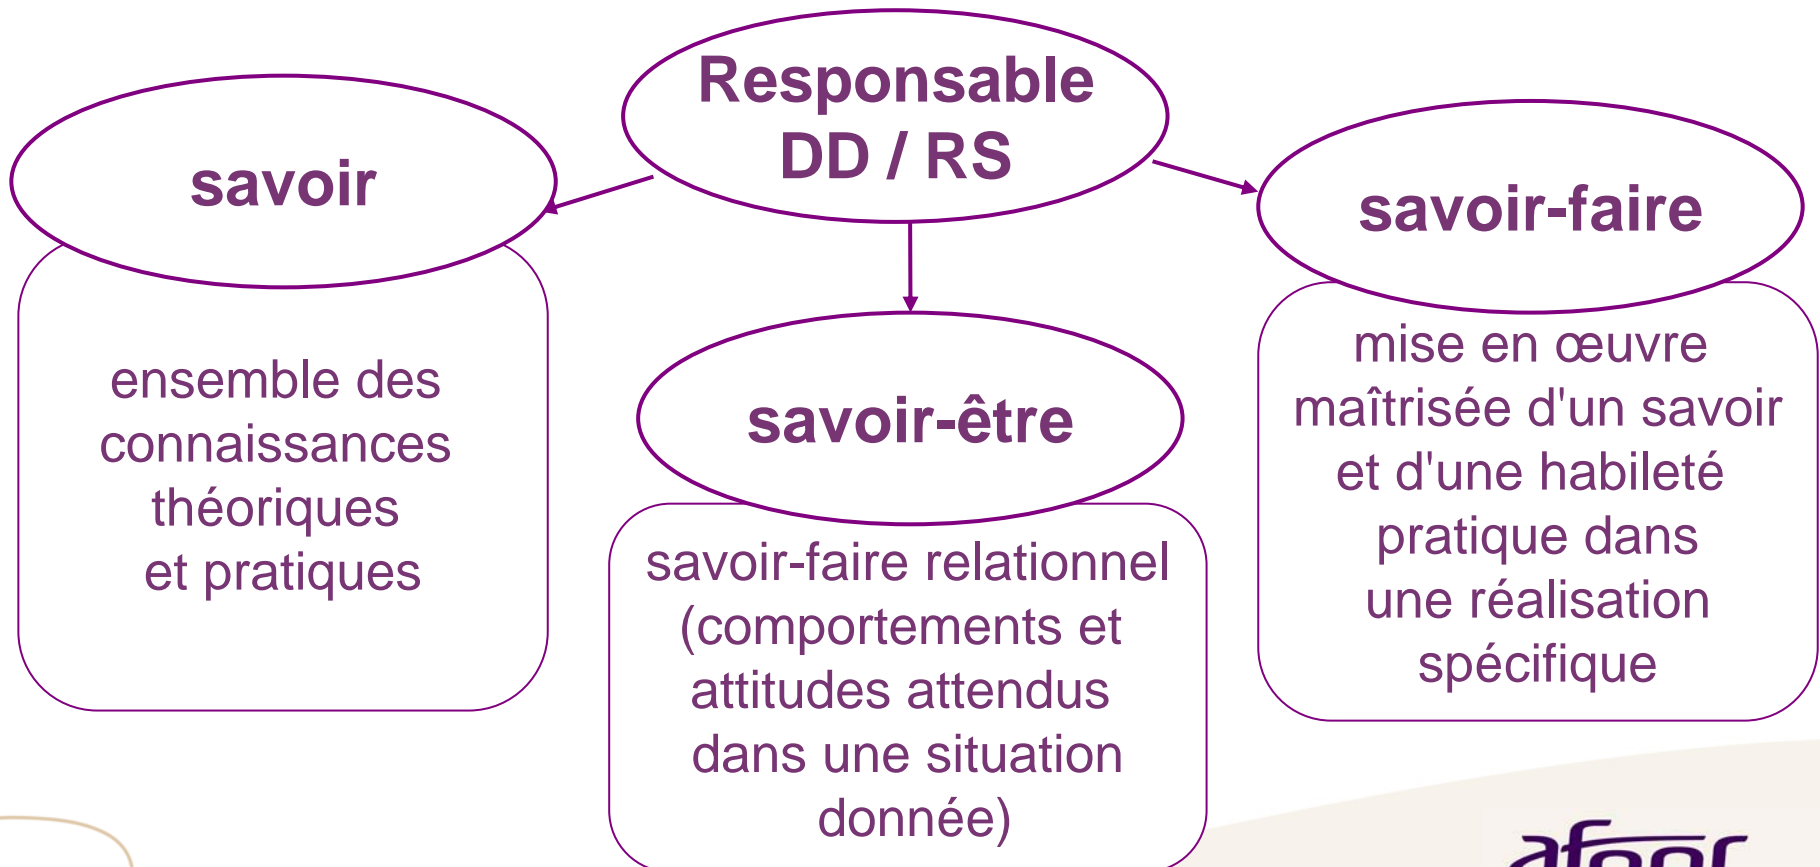 Responsable
DD / RS
savoir
ensemble des
connaissances
théoriques
et pratiques
savoir-être
savoir-faire relationnel
(comportements et
attitudes attendus
dans une situation
donnée)
savoir-faire
mise en œuvre
maîtrisée d'un savoir
et d'une habileté
pratique dans
une réalisation
spécifique
afnor